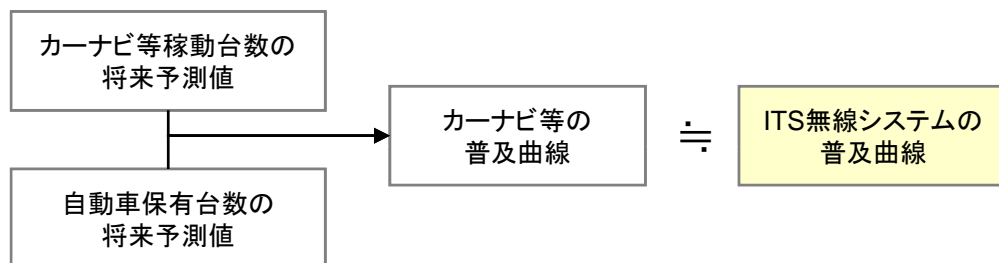 カーナビ等稼動台数の
将来予測値
自動車保有台数の
将来予測値
カーナビ等の
普及曲線
≒
ITS無線システムの
普及曲線